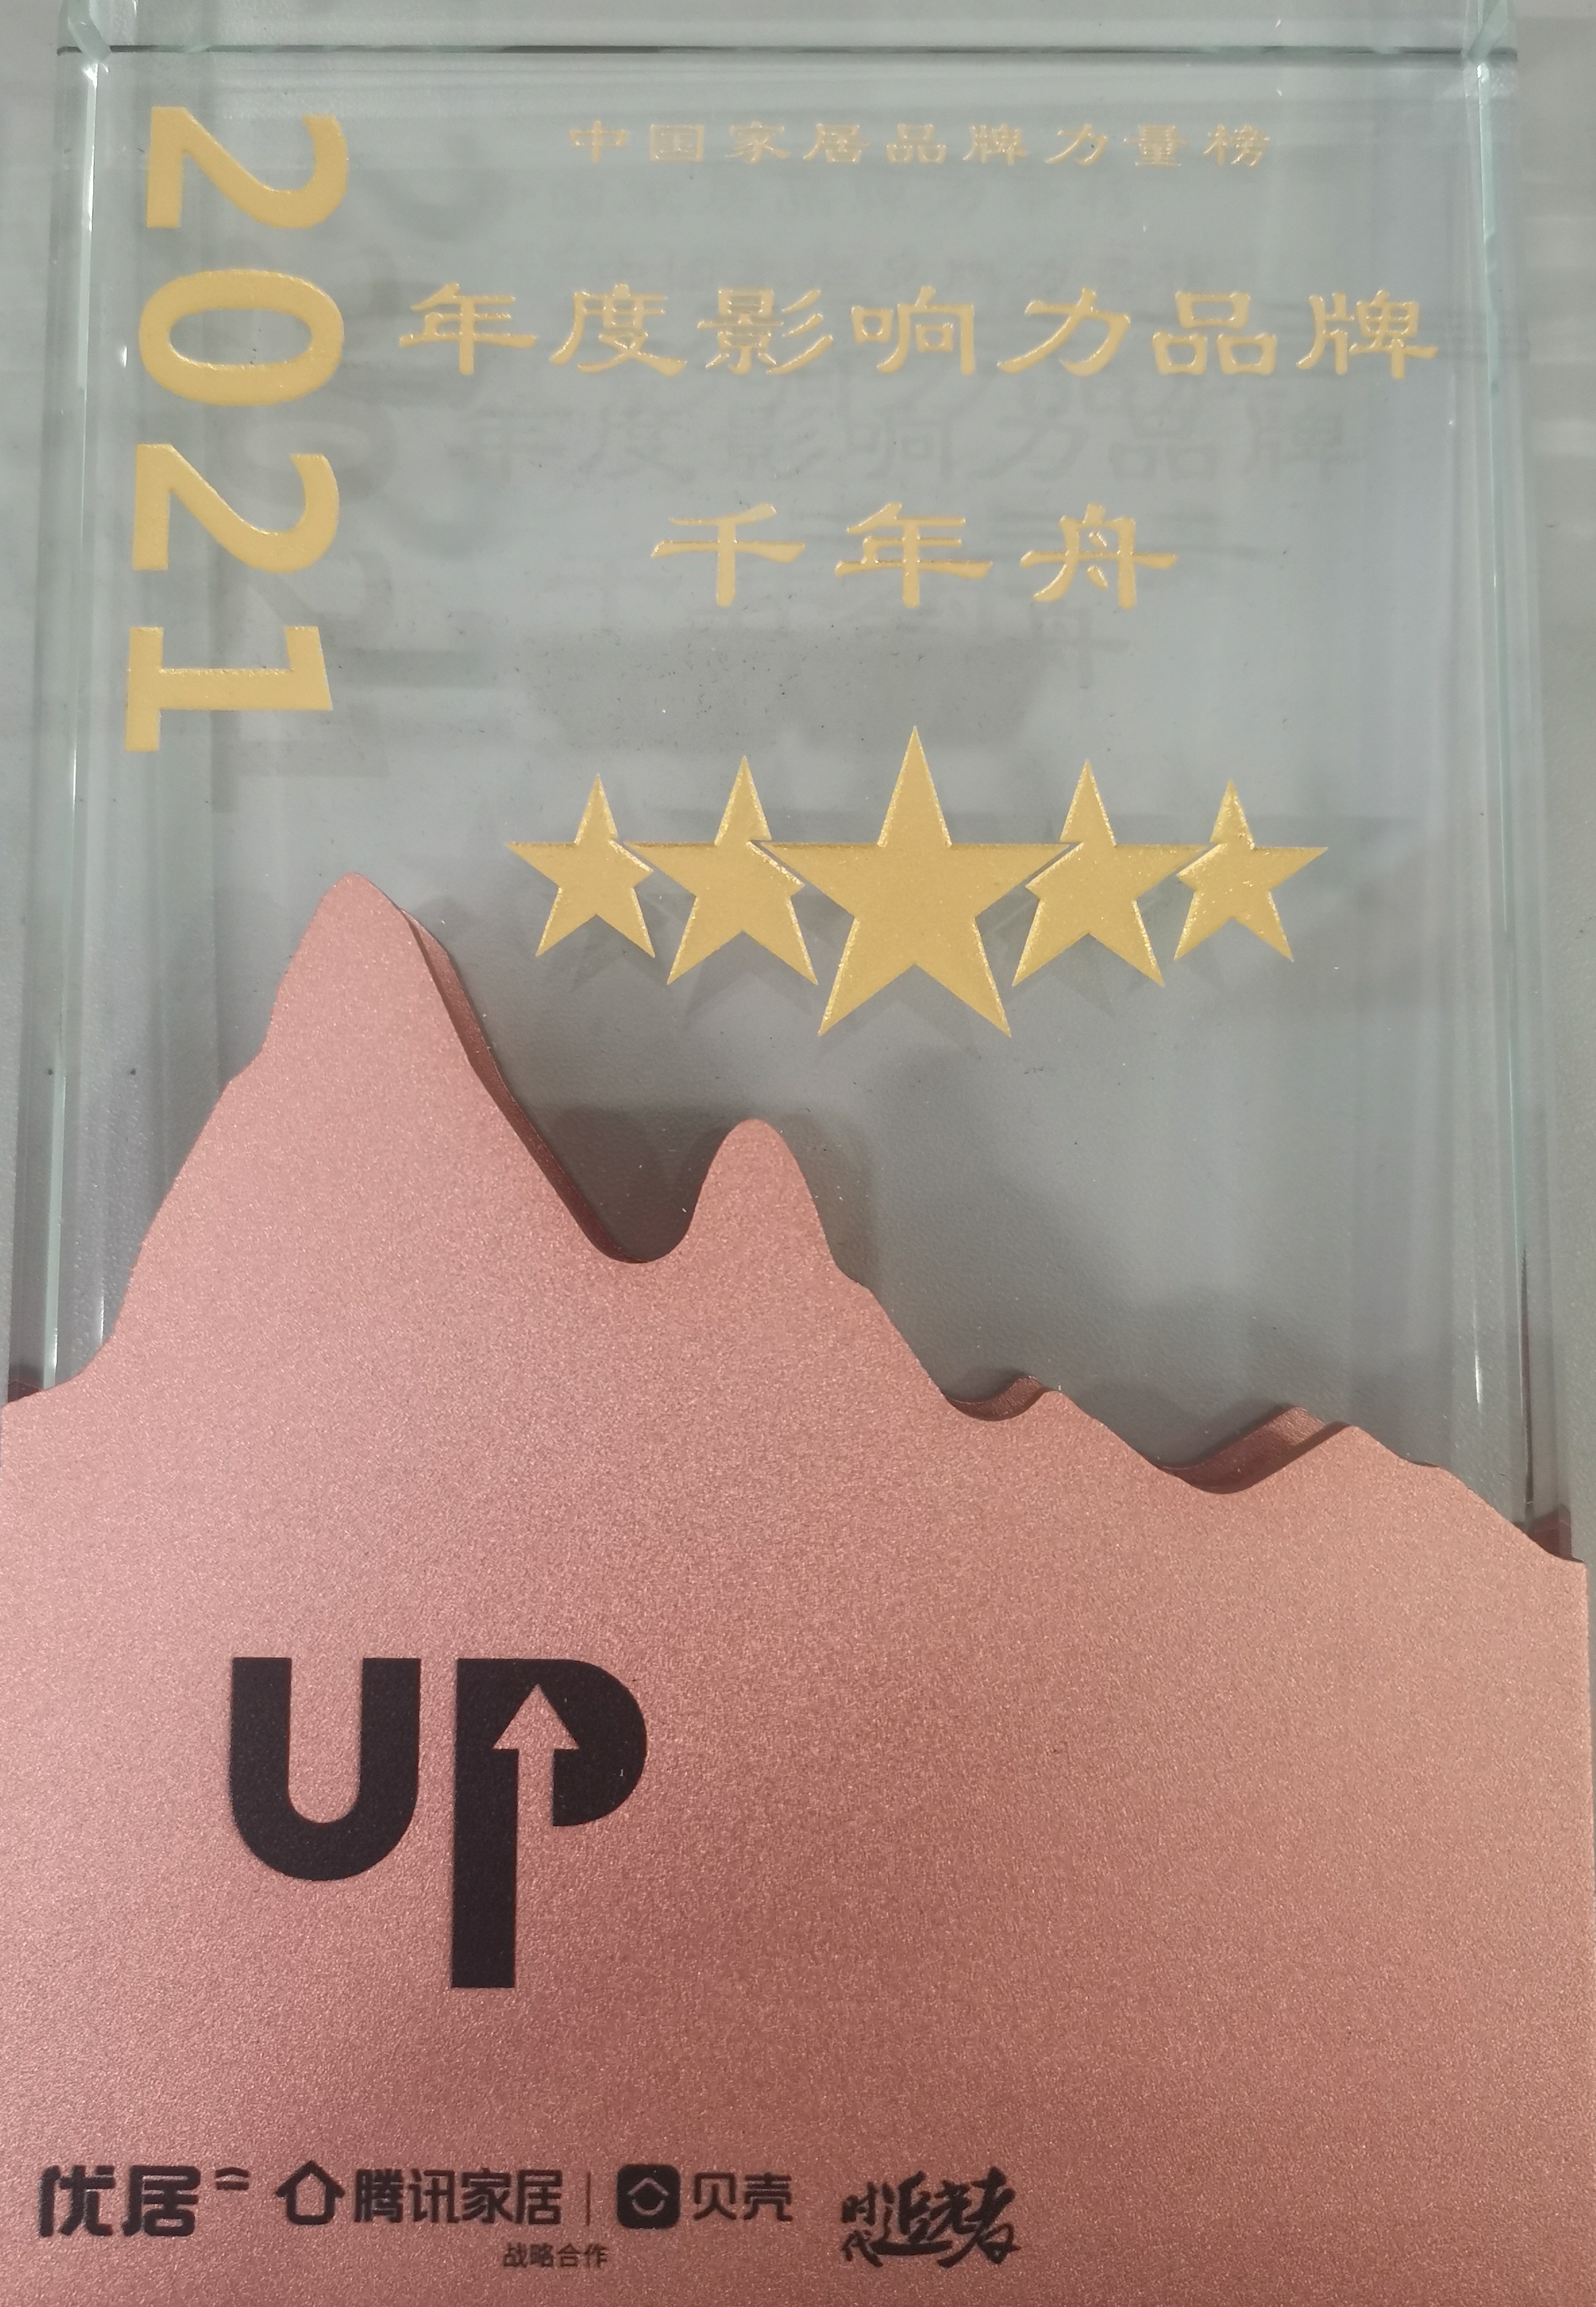 2021
中国家居品牌力量榜
年度影响力品牌
千年舟
UP
优居 腾讯家居 贝壳 时代追光者
战略合作